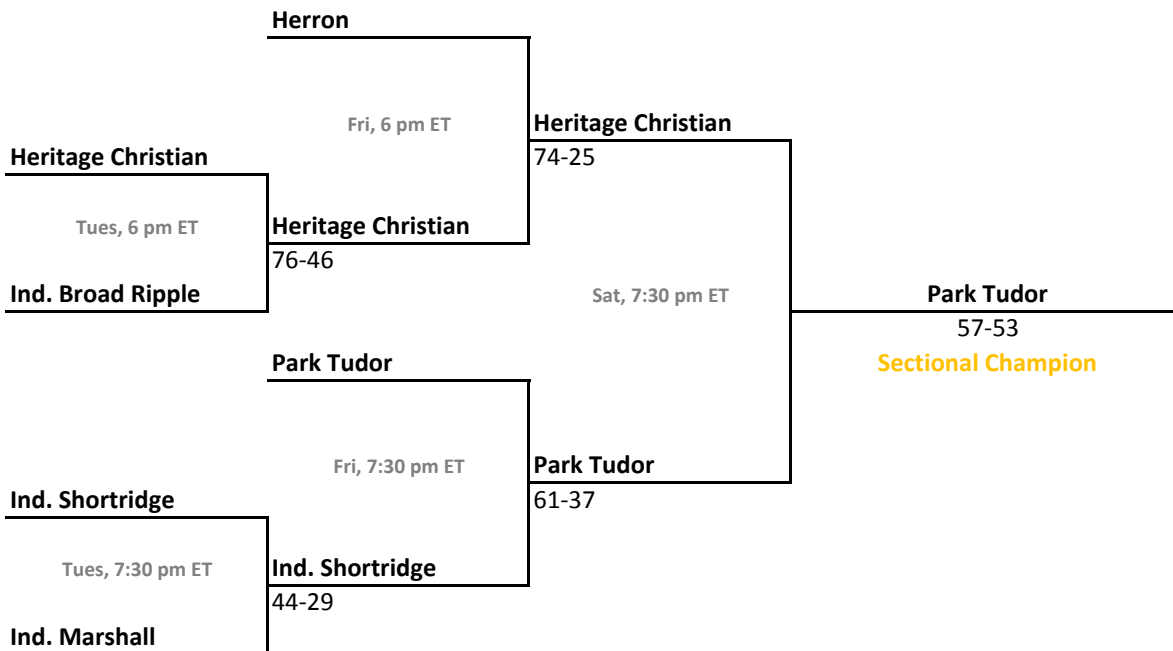 Herron
Fri, 6 pm ET
Heritage Christian
74-25
Heritage Christian
Tues, 6 pm ET
Heritage Christian
76-46
Ind. Broad Ripple
Sat, 7:30 pm ET
Park Tudor
57-53
Sectional Champion
Park Tudor
Fri, 7:30 pm ET
Park Tudor
61-37
Ind. Shortridge
Tues, 7:30 pm ET
Ind. Shortridge
44-29
Ind. Marshall